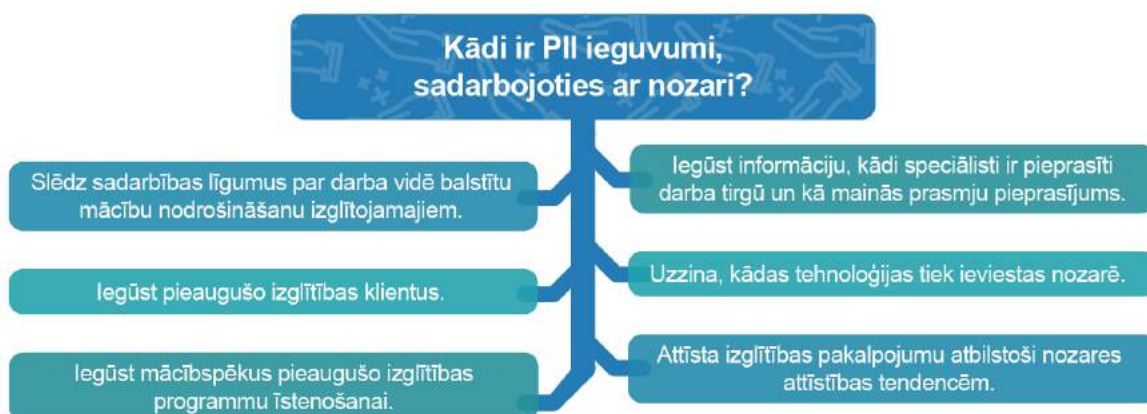 Kādi ir PII ieguvumi,
sadarbojoties ar nozari?
Slēdz sadarbības līgumus par darba vidē balstītu
mācību nodrošināšanu izglītojamajiem.
Iegūst pieaugušo izglītības klientus.
Iegūst mācībspēkus pieaugušo izglītības
programmu īstenošanai.
Iegūst informāciju, kādi speciālisti ir pieprasīti
darba tirgū un kā mainās prasmju pieprasījums.
Uzzina, kādas tehnoloģijas tiek ieviestas nozarē.
Attīsta izglītības pakalpojumu atbilstoši nozares
attīstības tendencēm.